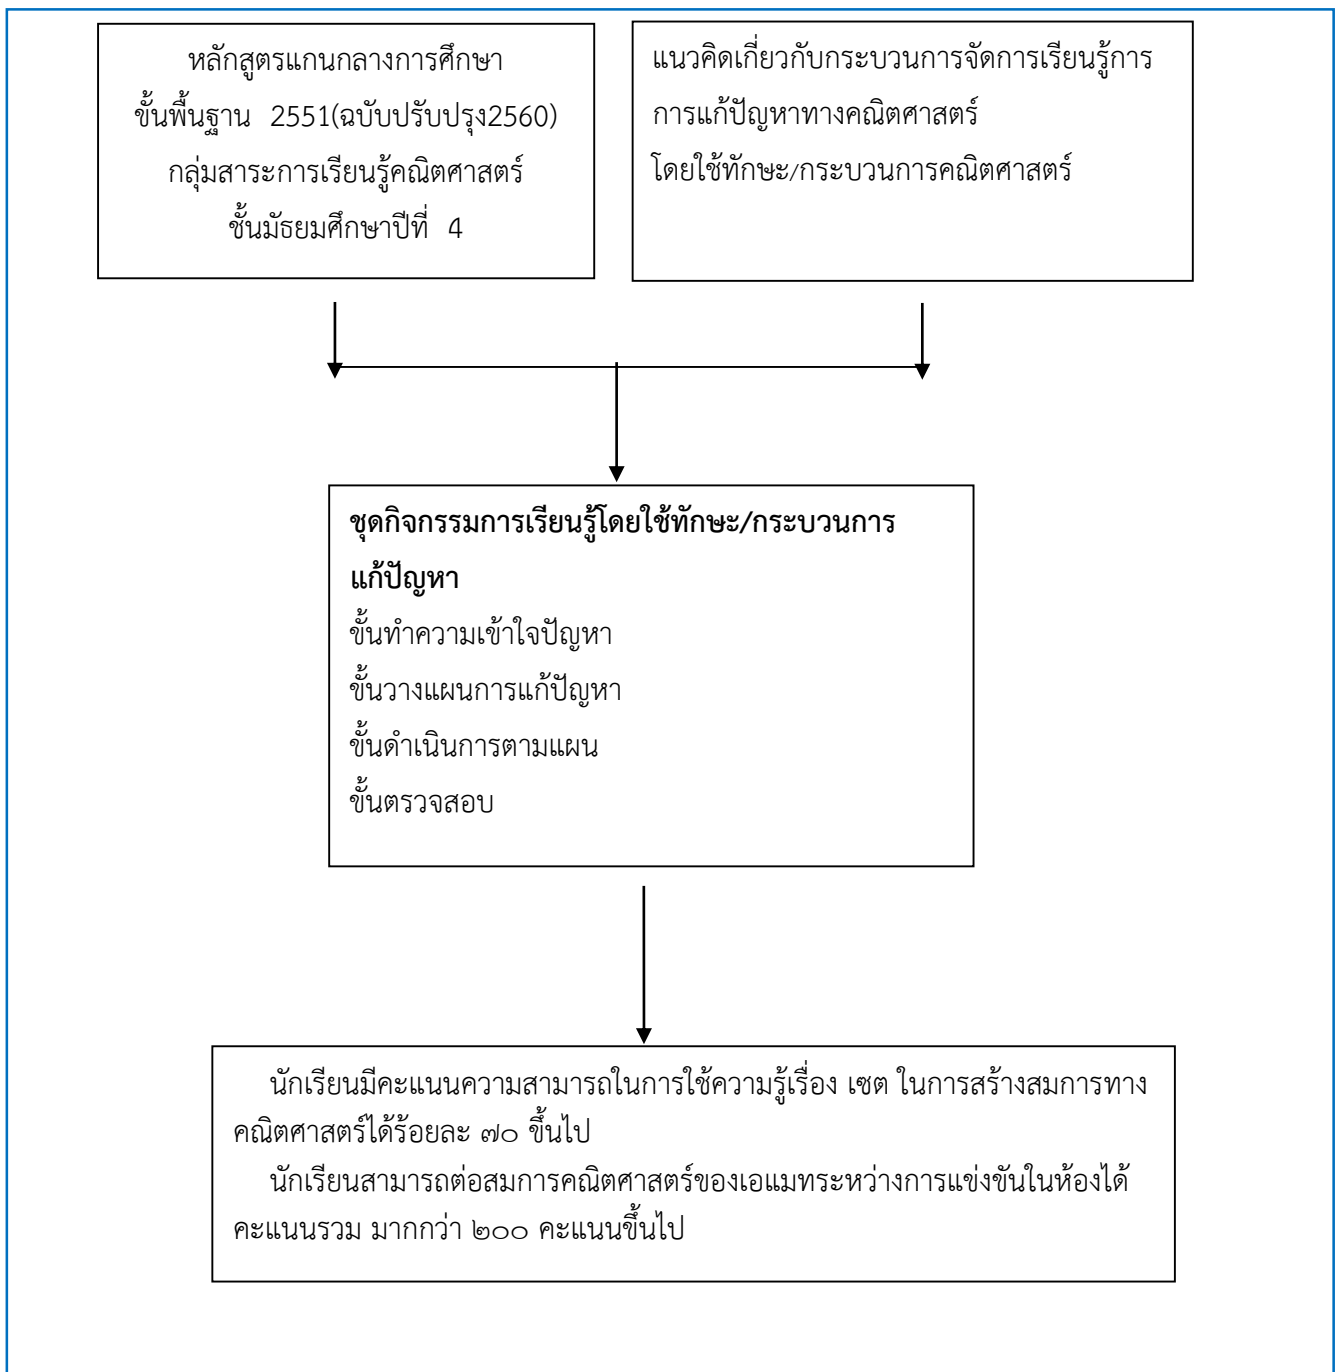 หลักสูตรแกนกลางการศึกษา
ขั้นพื้นฐาน 2551(ฉบับปรับปรุง2560)
กลุ่มสาระการเรียนรู้คณิตศาสตร์
ชั้นมัธยมศึกษาปีที่ 4
แนวคิดเกี่ยวกับกระบวนการจัดการเรียนรู้การ
การแก้ปัญหาทางคณิตศาสตร์
โดยใช้ทักษะ/กระบวนการคณิตศาสตร์
ชุดกิจกรรมการเรียนรู้โดยใช้ทักษะ/กระบวนการ
แก้ปัญหา
ขั้นทำความเข้าใจปัญหา
ขั้นวางแผนการแก้ปัญหา
ขั้นดำเนินการตามแผน
ขั้นตรวจสอบ
นักเรียนมีคะแนนความสามารถในการใช้ความรู้เรื่อง เซต ในการสร้างสมการทาง
คณิตศาสตร์ได้ร้อยละ ๗๐ ขึ้นไป
นักเรียนสามารถต่อสมการคณิตศาสตร์ของเอแมทระหว่างการแข่งขันในห้องได้
คะแนนรวม มากกว่า ๒๐๐ คะแนนขึ้นไป